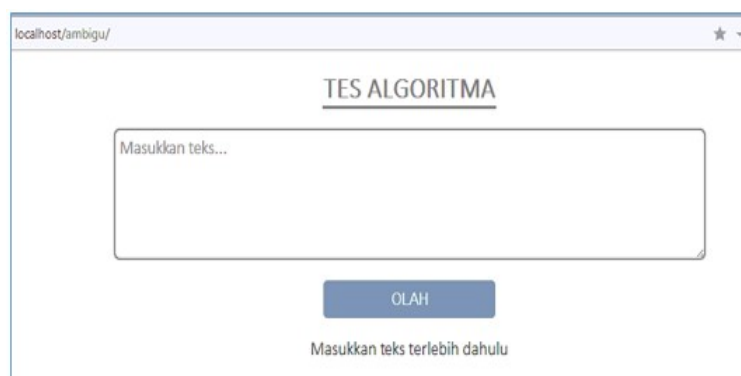 localhost/ambigu/
TES ALGORITMA
Masukkan teks...
OLAH
Masukkan teks terlebih dahulu